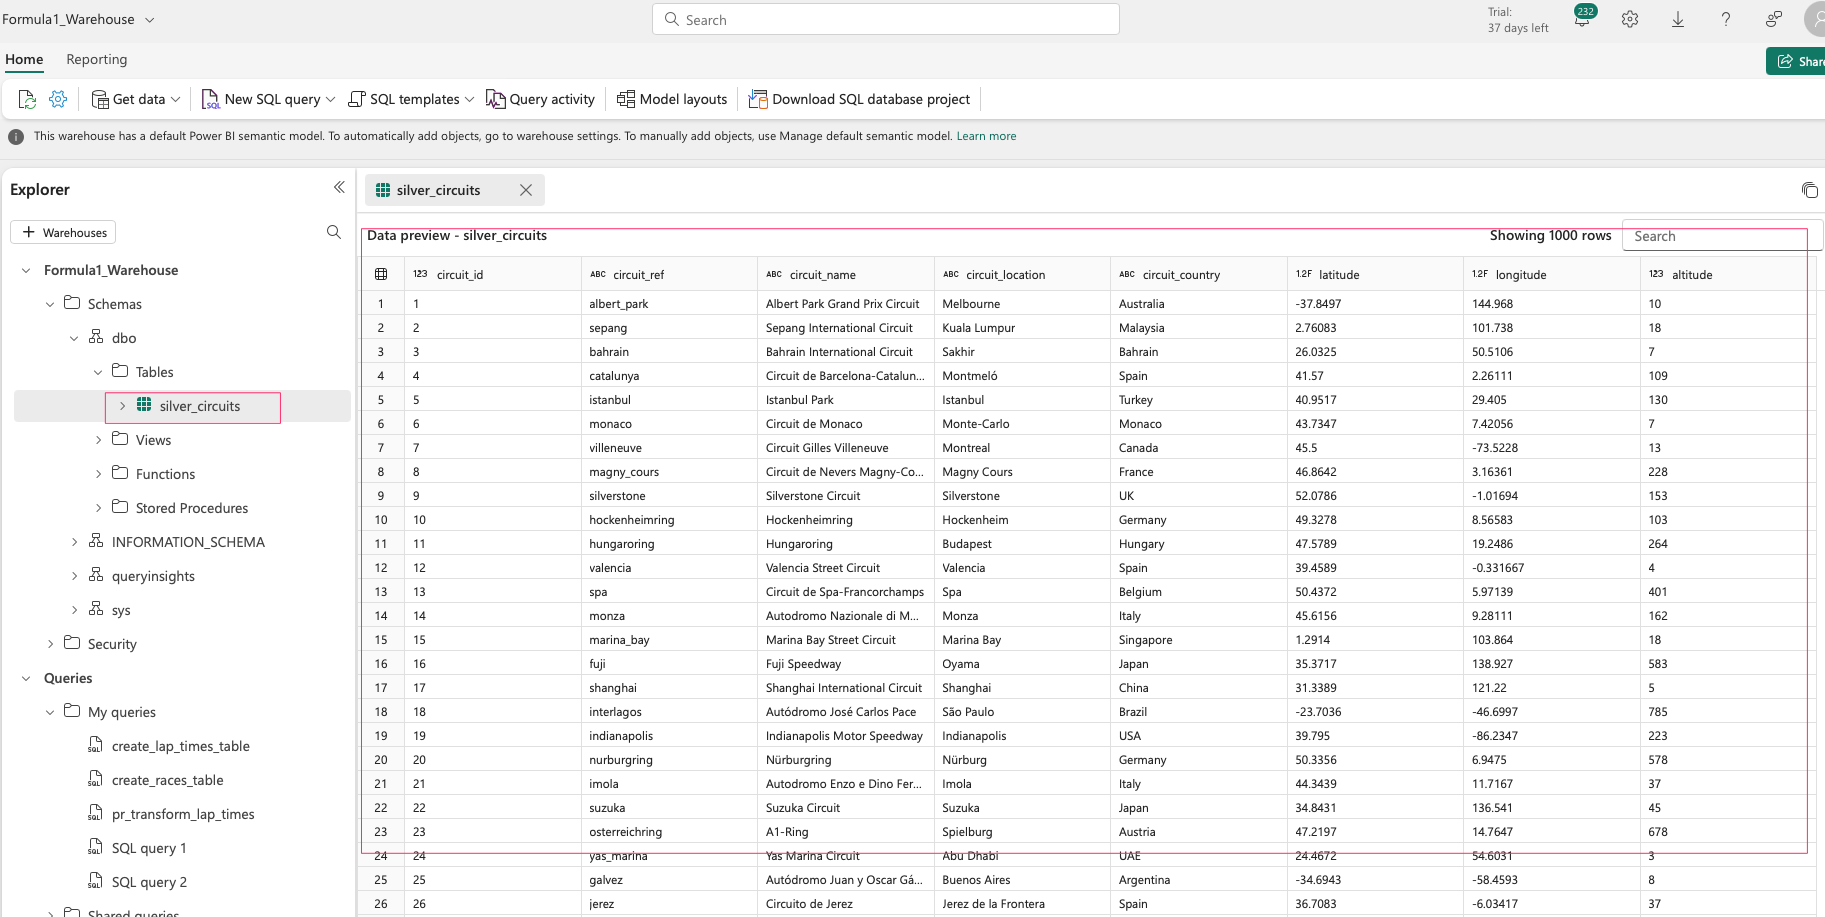 Formula1_Warehouse
Search
Trial:
37 days left
232
Home
Reporting
Share
Get data
SQL
New SQL query
SQL templates
Query activity
Model layouts
Download SQL database project
This warehouse has a default Power BI semantic model. To automatically add objects, go to warehouse settings. To manually add objects, use Manage default semantic model. Learn more
Explorer
+ Warehouses
Formula1_Warehouse
Schemas
dbo
Tables
silver_circuits
Views
Functions
Stored Procedures
INFORMATION_SCHEMA
queryinsights
sys
Security
Queries
My queries
SQL create_lap_times_table
SQL create_races_table
SQL pr_transform_lap_times
SQL SQL query 1
SQL SQL query 2
Shared queries
silver_circuits
Data preview - silver_circuits
Showing 1000 rows
Search
123 circuit_id ABC circuit_ref ABC circuit_name ABC circuit_location ABC circuit_country 1.2F latitude 1.2F longitude 123 altitude
1 1 albert_park Albert Park Grand Prix Circuit Melbourne Australia -37.8497 144.968 10
2 2 sepang Sepang International Circuit Kuala Lumpur Malaysia 2.76083 101.738 18
3 3 bahrain Bahrain International Circuit Sakhir Bahrain 26.0325 50.5106 7
4 4 catalunya Circuit de Barcelona-Catalun... Montmeló Spain 41.57 2.26111 109
5 5 istanbul Istanbul Park Istanbul Turkey 40.9517 29.405 130
6 6 monaco Circuit de Monaco Monte-Carlo Monaco 43.7347 7.42056 7
7 7 villeneuve Circuit Gilles Villeneuve Montreal Canada 45.5 -73.5228 13
8 8 magny_cours Circuit de Nevers Magny-Co... Magny Cours France 46.8642 3.16361 228
9 9 silverstone Silverstone Circuit Silverstone UK 52.0786 -1.01694 153
10 10 hockenheimring Hockenheimring Hockenheim Germany 49.3278 8.56583 103
11 11 hungaroring Hungaroring Budapest Hungary 47.5789 19.2486 264
12 12 valencia Valencia Street Circuit Valencia Spain 39.4589 -0.331667 4
13 13 spa Circuit de Spa-Francorchamps Spa Belgium 50.4372 5.97139 401
14 14 monza Autodromo Nazionale di M... Monza Italy 45.6156 9.28111 162
15 15 marina_bay Marina Bay Street Circuit Marina Bay Singapore 1.2914 103.864 18
16 16 fuji Fuji Speedway Oyama Japan 35.3717 138.927 583
17 17 shanghai Shanghai International Circuit Shanghai China 31.3389 121.22 5
18 18 interlagos Autódromo José Carlos Pace São Paulo Brazil -23.7036 -46.6997 785
19 19 indianapolis Indianapolis Motor Speedway Indianapolis USA 39.795 -86.2347 223
20 20 nurburgring Nürburgring Nürburg Germany 50.3356 6.9475 578
21 21 imola Autodromo Enzo e Dino Fer... Imola Italy 44.3439 11.7167 37
22 22 suzuka Suzuka Circuit Suzuka Japan 34.8431 136.541 45
23 23 osterreichring A1-Ring Spielburg Austria 47.2197 14.7647 678
24 24 yas_marina Yas Marina Circuit Abu Dhabi UAE 24.4672 54.6031 3
25 25 galvez Autódromo Juan y Oscar Gá... Buenos Aires Argentina -34.6943 -58.4593 8
26 26 jerez Circuito de Jerez Jerez de la Frontera Spain 36.7083 -6.03417 37